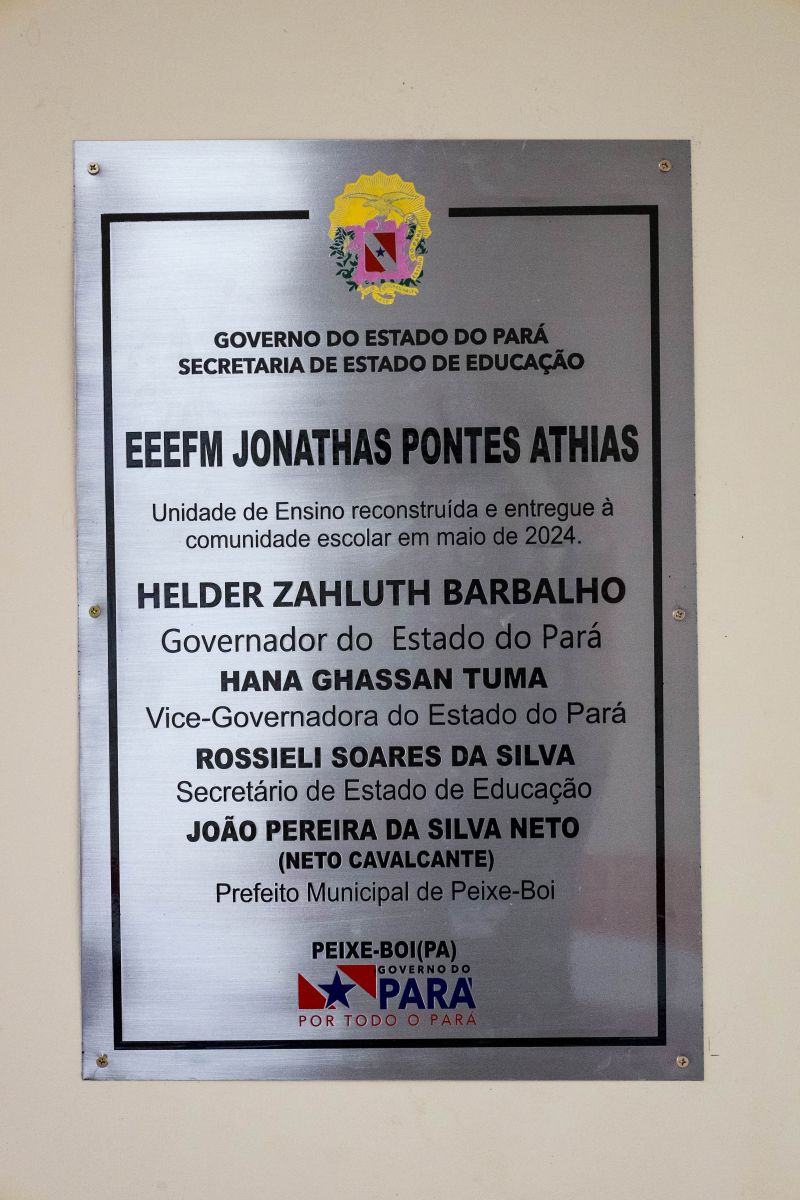 GOVERNO DO ESTADO DO PARÁ
SECRETARIA DE ESTADO DE EDUCAÇÃO
EEEFM JONATHAS PONTES ATHIAS
Unidade de Ensino reconstruída e entregue à
comunidade escolar em maio de 2024.
HELDER ZAHLUTH BARBALHO
Governador do Estado do Pará
HANA GHASSAN TUMA
Vice-Governadora do Estado do Pará
ROSSIELI SOARES DA SILVA
Secretário de Estado de Educação
JOÃO PEREIRA DA SILVA NETO
(NETO CAVALCANTE)
Prefeito Municipal de Peixe-Boi
PEIXE-BOI(PA)
GOVERNO DO
PARÁ
POR TODO O PARÁ